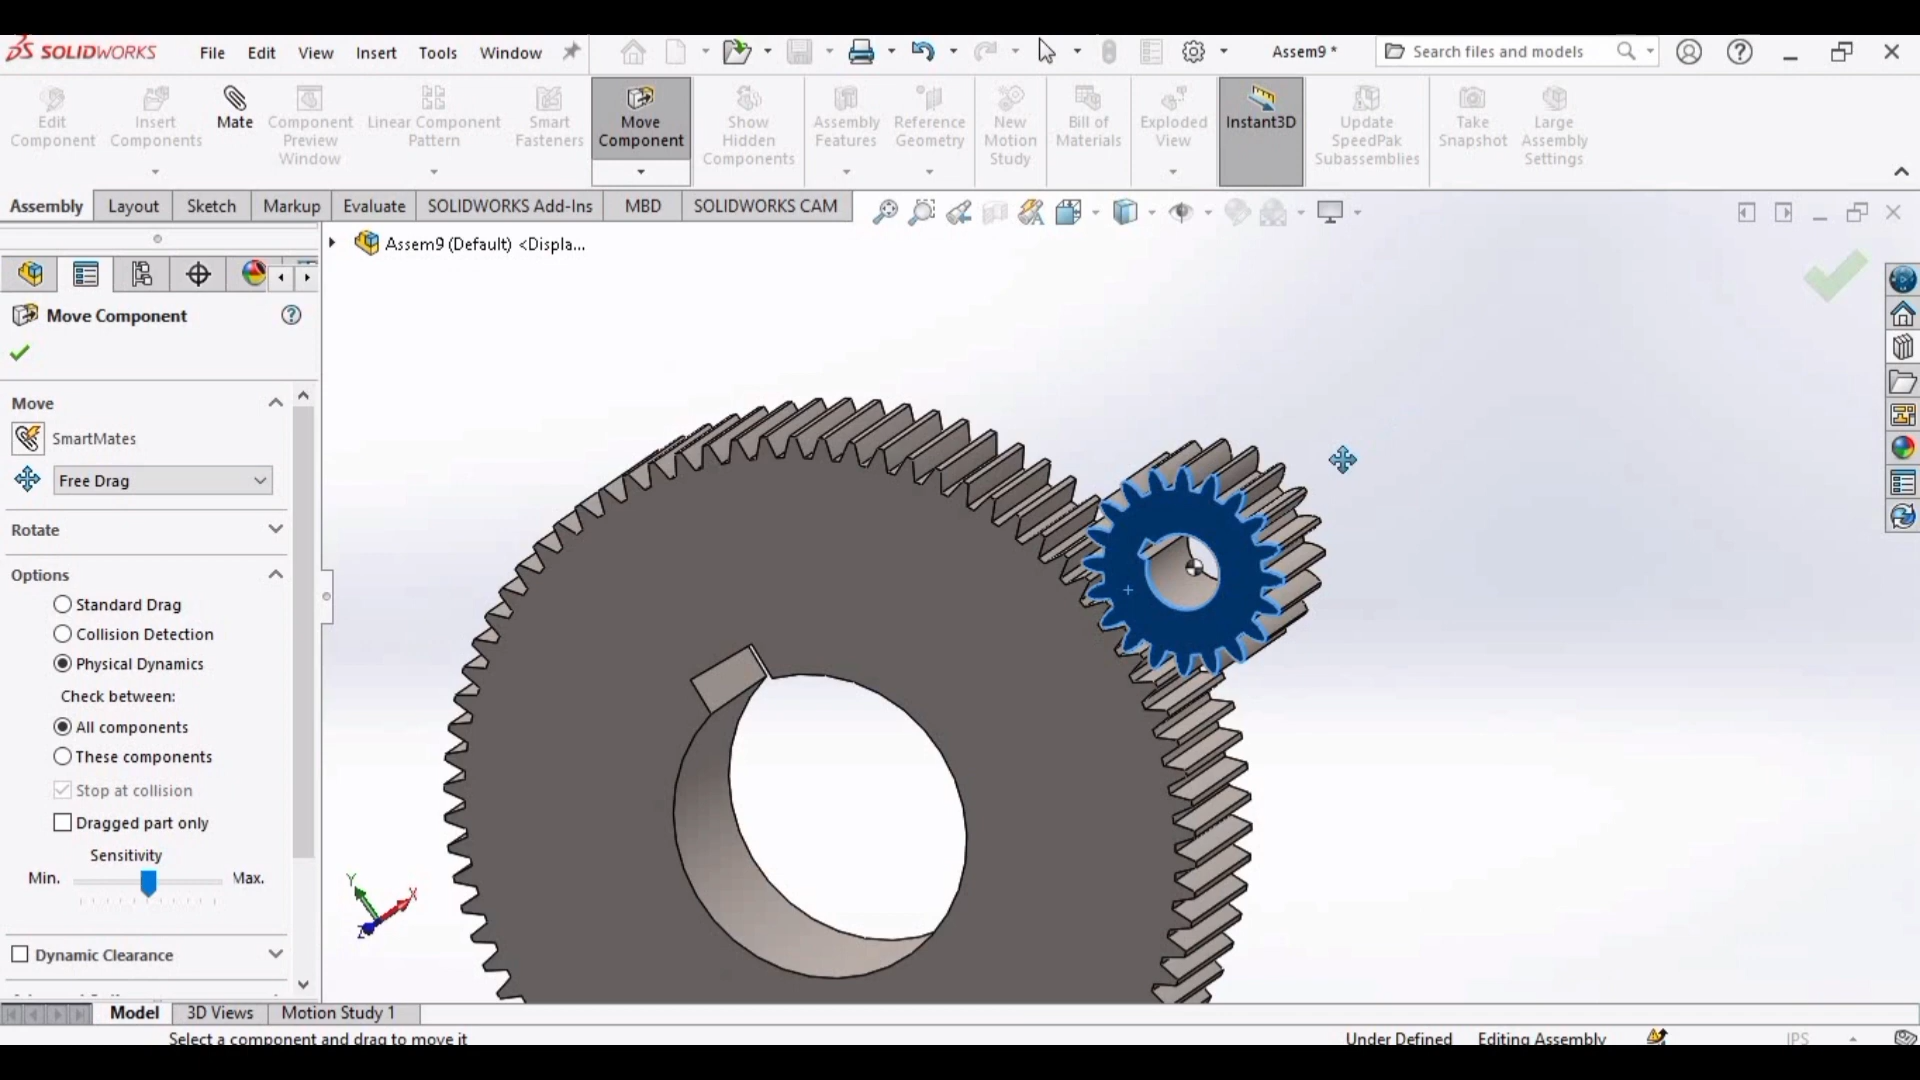 SOLIDWORKS
File Edit View Insert Tools Window
Assem9 *
Search files and models
Edit
Component
Insert
Components
Mate
Component
Preview
Window
Linear Component
Pattern
Smart
Fasteners
Move
Component
Show
Hidden
Components
Assembly
Features
Reference
Geometry
New
Motion
Study
Bill of
Materials
Exploded
View
Instant3D
Update
SpeedPak
Subassemblies
Take
Snapshot
Large
Assembly
Settings
Assembly Layout Sketch Markup Evaluate SOLIDWORKS Add-Ins MBD SOLIDWORKS CAM
Assem9 (Default) <Displa...
Move Component
Move
SmartMates
Free Drag
Rotate
Options
Standard Drag
Collision Detection
Physical Dynamics
Check between:
All components
These components
Stop at collision
Dragged part only
Sensitivity
Min. Max.
Dynamic Clearance
Y
X
Z
Model 3D Views Motion Study 1
Select a component and drag to move it
Under Defined Editing Assembly IPS